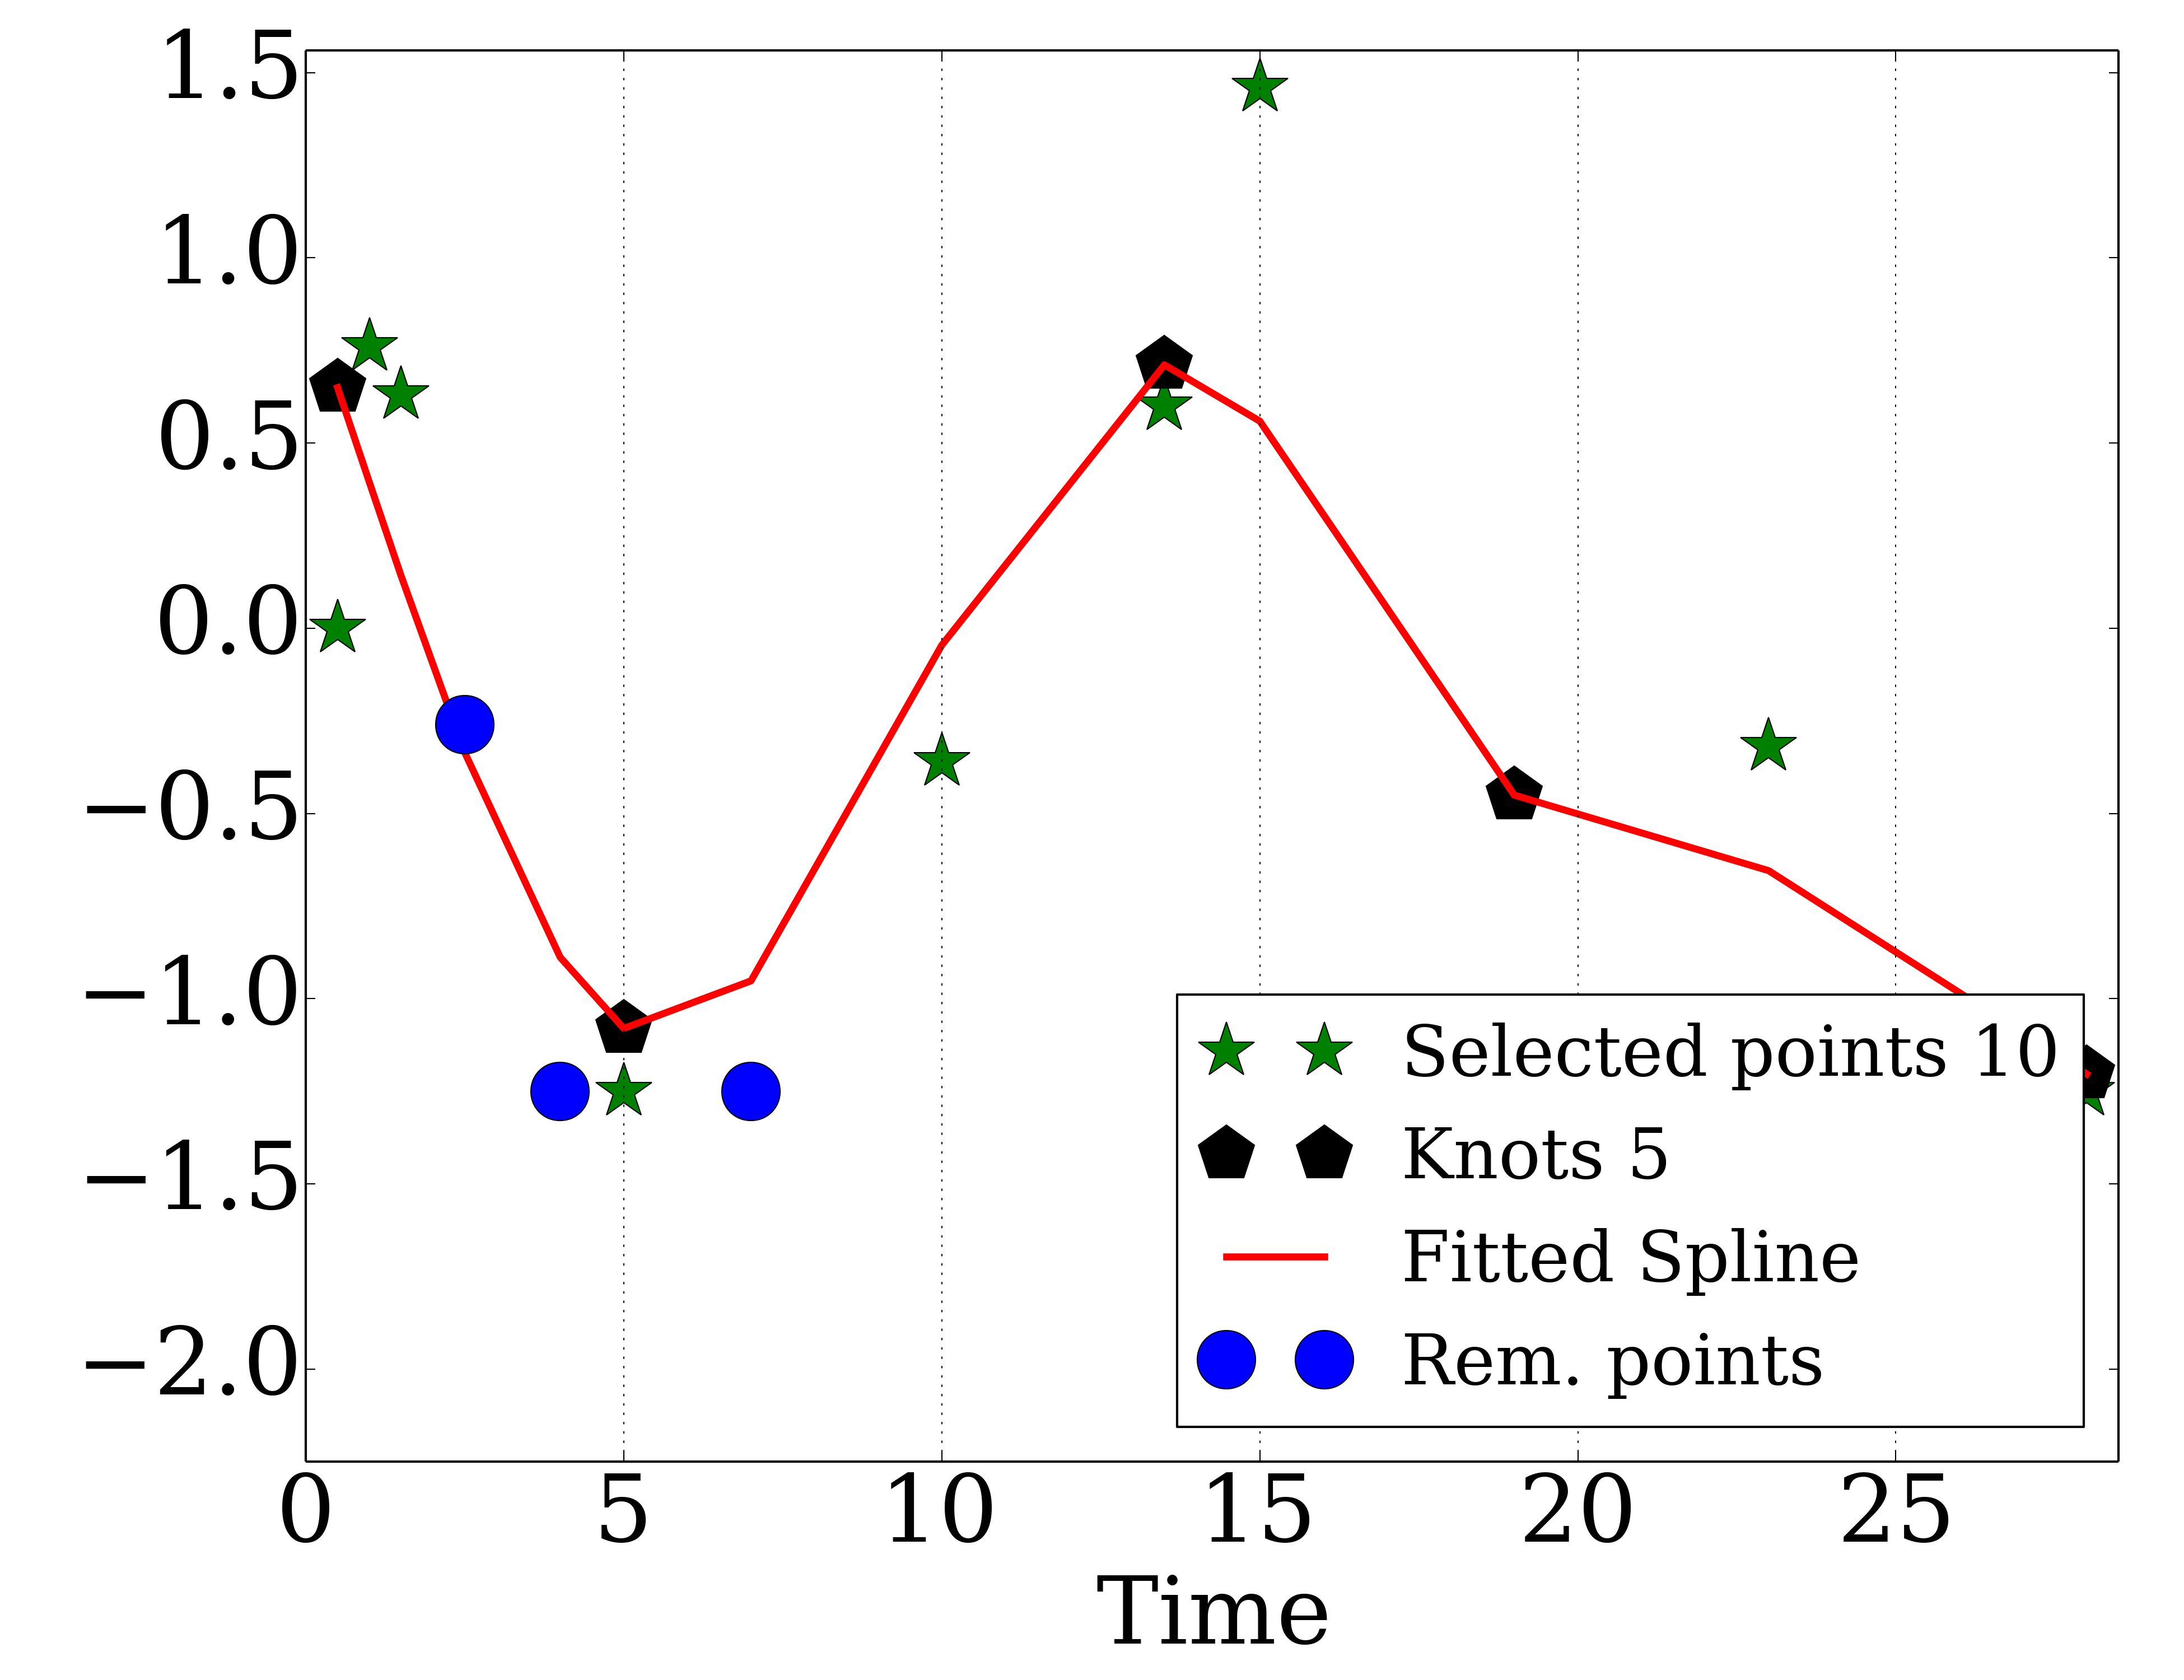 1.5
1.0
0.5
0.0
−0.5
−1.0
−1.5
−2.0
Selected points 10
Knots 5
Fitted Spline
Rem. points
0 5 10 15 20 25
Time